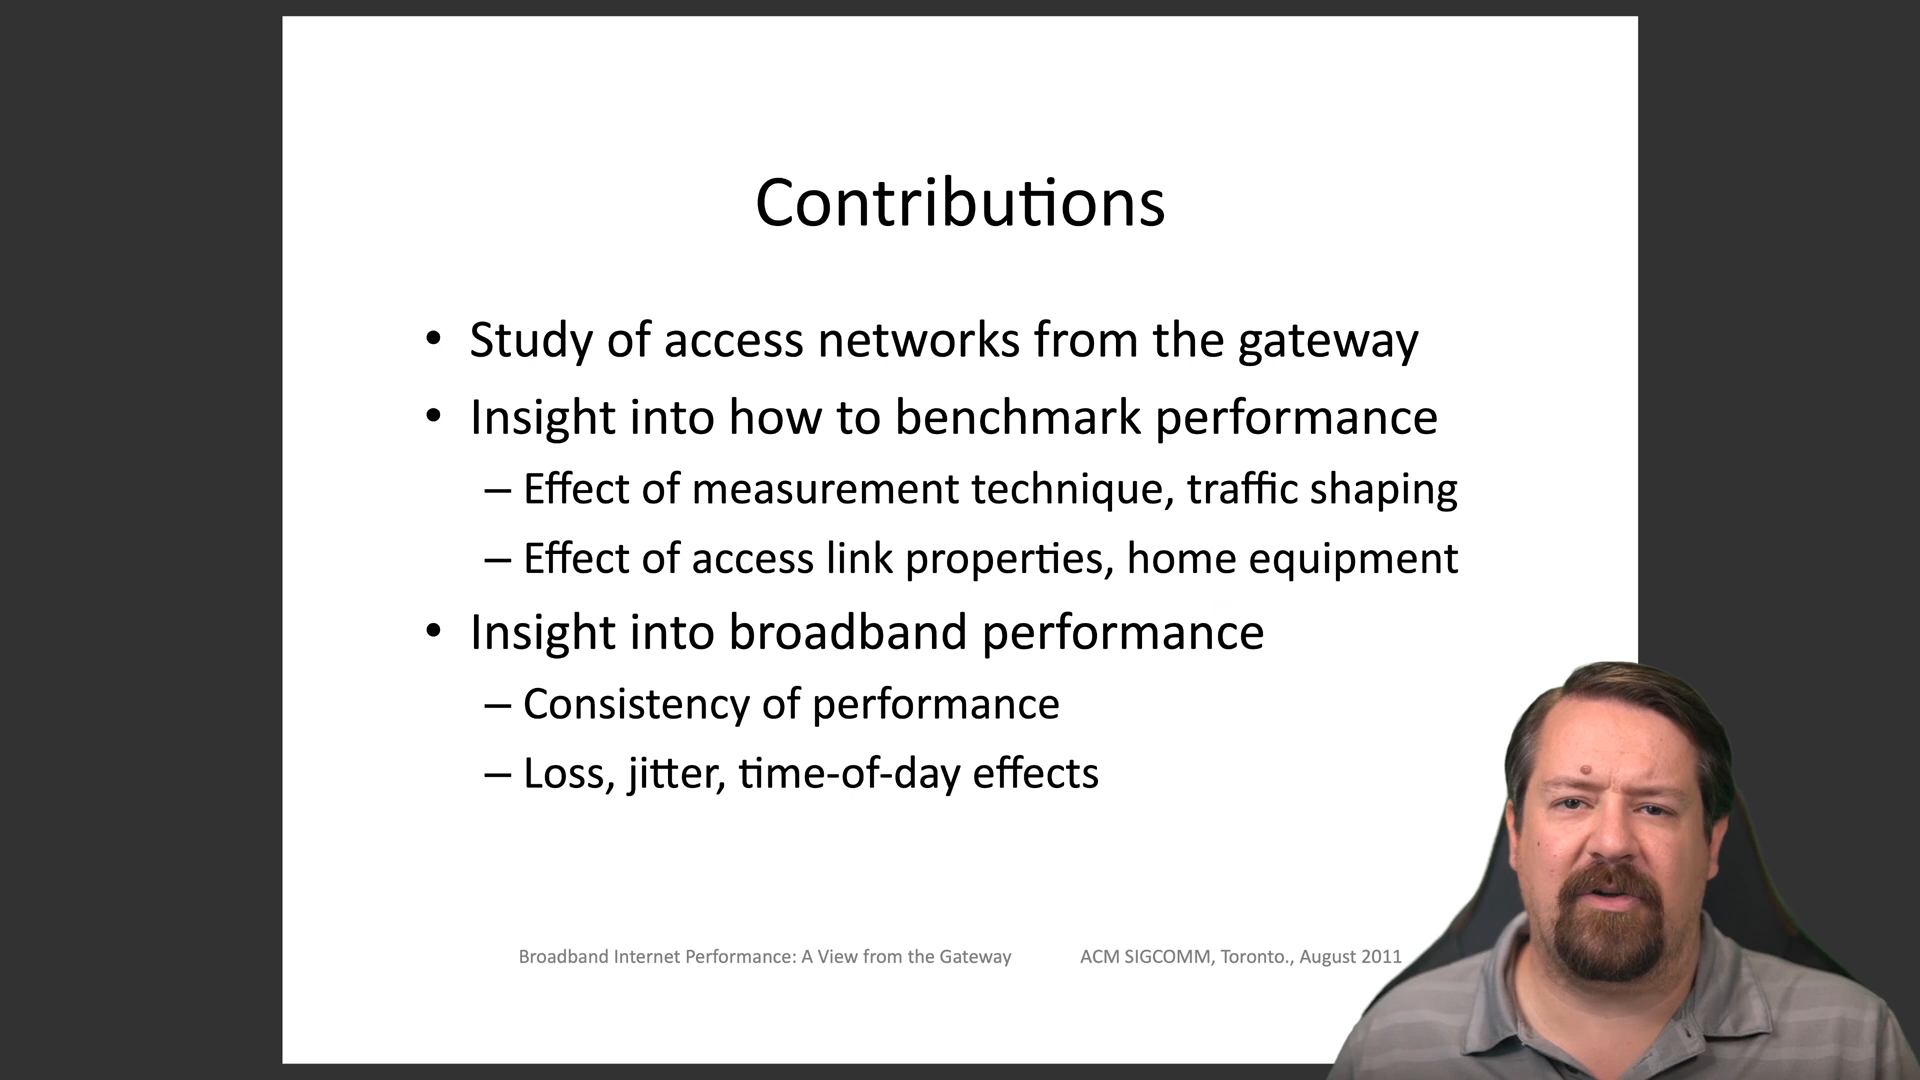 Contributions
• Study of access networks from the gateway
• Insight into how to benchmark performance
– Effect of measurement technique, traffic shaping
– Effect of access link properties, home equipment
• Insight into broadband performance
– Consistency of performance
– Loss, jitter, time-of-day effects
Broadband Internet Performance: A View from the Gateway ACM SIGCOMM, Toronto., August 2011